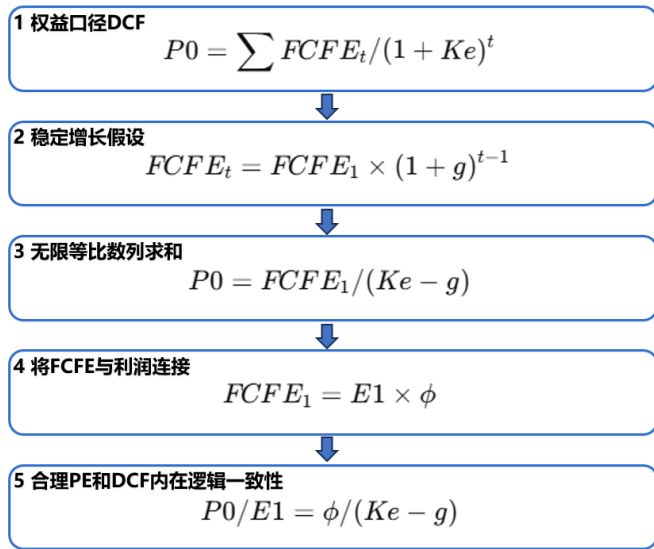 1 权益口径DCF
P0 = ∑ FCFE_t/(1 + Ke)^t
2 稳定增长假设
FCFE_t = FCFE_1 × (1 + g)^{t−1}
3 无限等比数列求和
P0 = FCFE_1/(Ke − g)
4 将FCFE与利润连接
FCFE_1 = E1 × ϕ
5 合理PE和DCF内在逻辑一致性
P0/E1 = ϕ/(Ke − g)